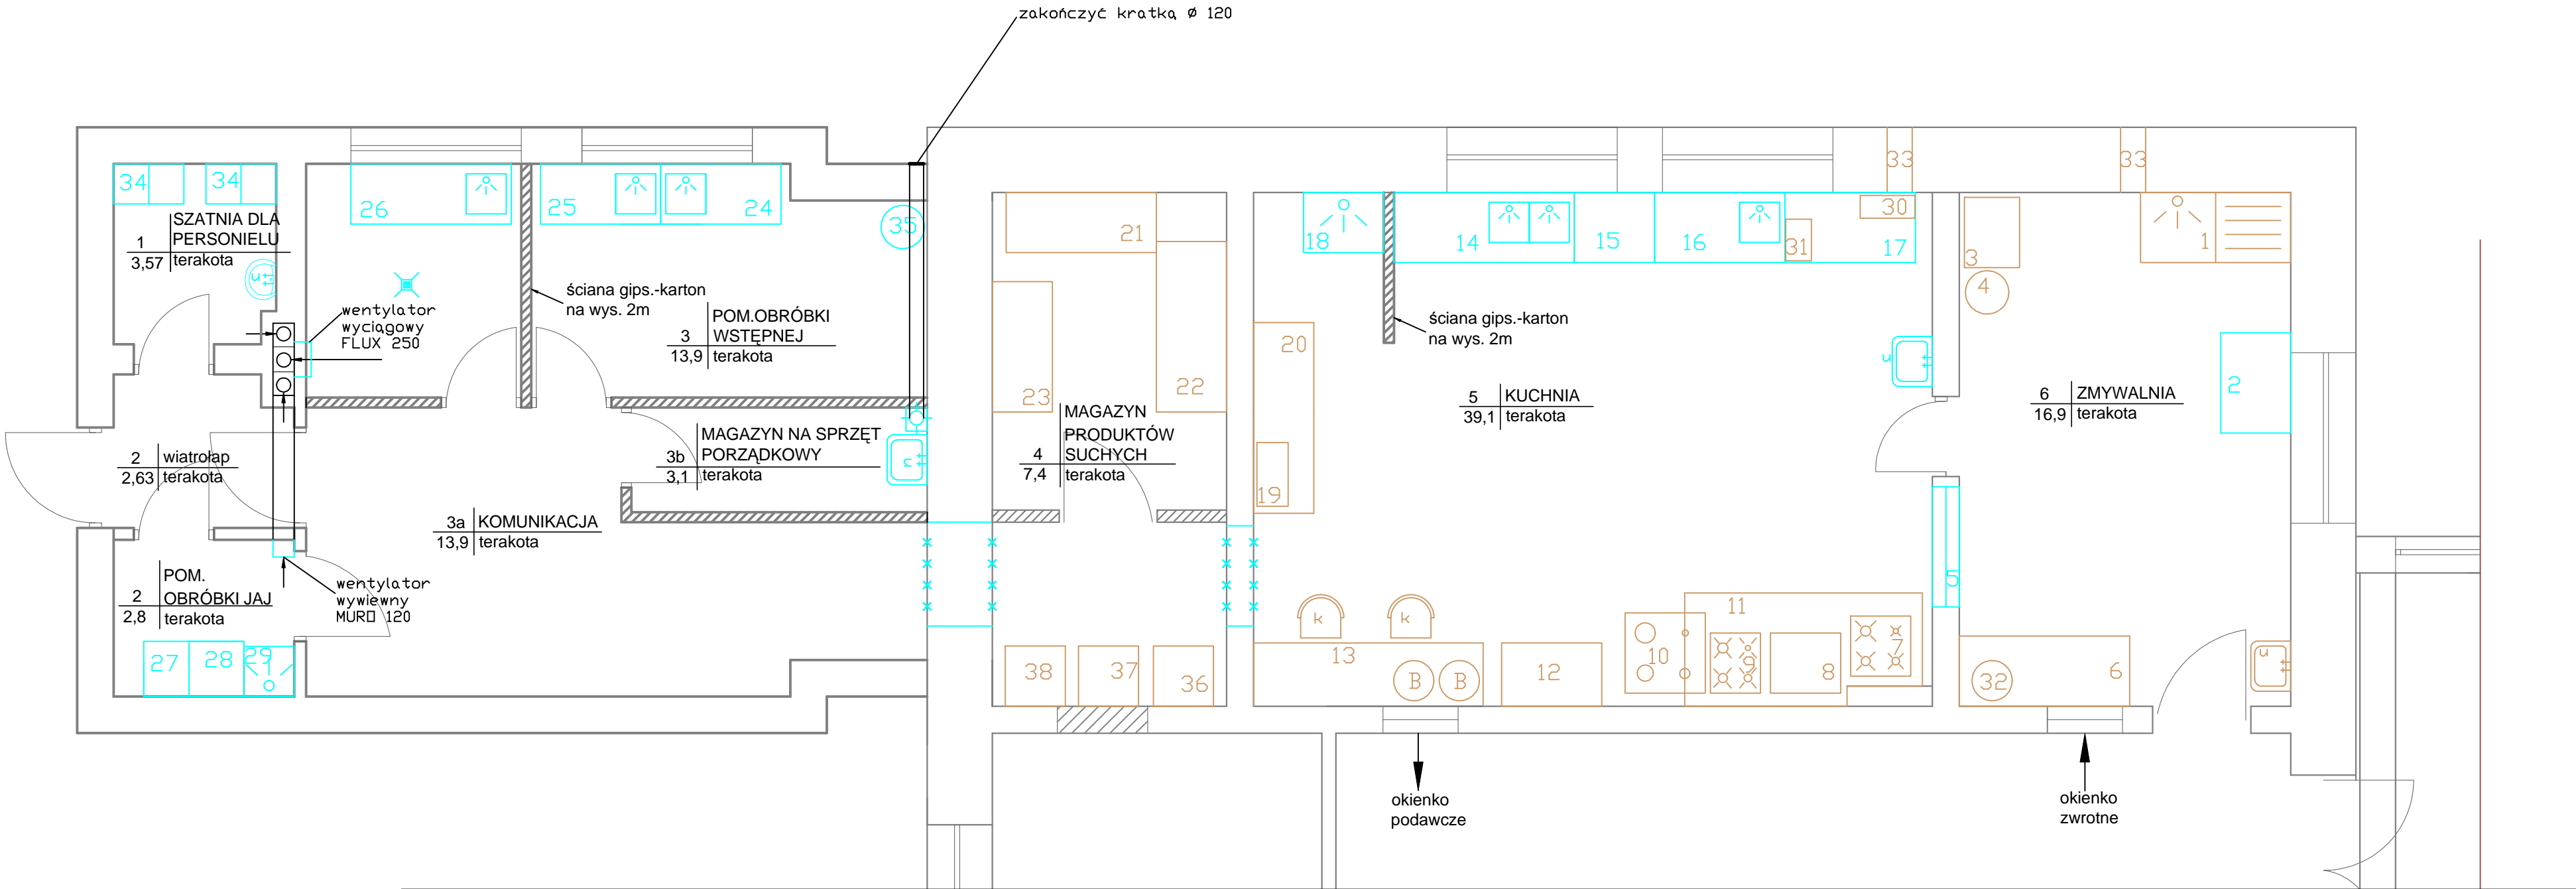 zakończyć kratką ø 120
34
34
1
SZATNIA DLA
PERSONIELU
3,57
terakota
u
26
25
24
35
wentylator
wyciągowy
FLUX 250
ściana gips.-karton
na wys. 2m
3
POM.OBRÓBKI
WSTĘPNEJ
13,9
terakota
2
wiatrołap
2,63
terakota
3b
MAGAZYN NA SPRZĘT
PORZĄDKOWY
3,1
terakota
n
3a
KOMUNIKACJA
13,9
terakota
2
POM.
OBRÓBKI JAJ
2,8
terakota
wentylator
wywiewny
MURO 120
27
28
29
21
22
23
4
MAGAZYN
PRODUKTÓW
SUCHYCH
7,4
terakota
38
37
36
18
14
15
16
31
30
17
33
33
20
19
ściana gips.-karton
na wys. 2m
5
KUCHNIA
39,1
terakota
u
k
k
13
B
B
12
10
11
9
8
7
3
4
1
2
6
ZMYWALNIA
16,9
terakota
5
32
6
u
okienko
podawcze
okienko
zwrotne